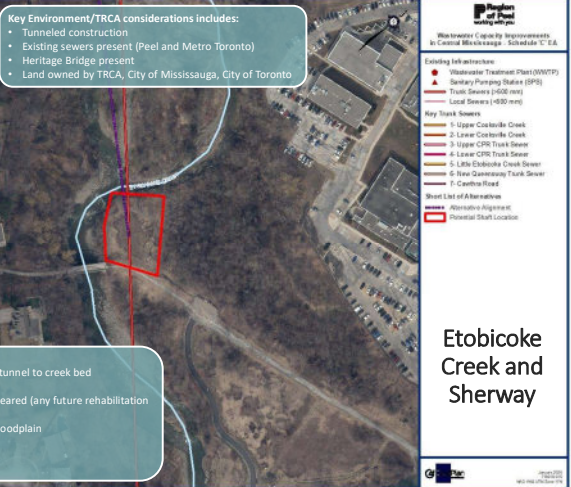 Key Environment/TRCA considerations includes:
• Tunneled construction
• Existing sewers present (Peel and Metro Toronto)
• Heritage Bridge present
• Land owned by TRCA, City of Mississauga, City of Toronto
tunnel to creek bed
eared (any future rehabilitation
oodplain
Region
of Peel
working with you
Wastewater Capacity Improvements
in Central Mississauga - Schedule 'C' EA
Existing Infrastructure
Wastewater Treatment Plant (WWTP)
Sanitary Pumping Station (SPS)
Trunk Sewers (>600 mm)
Local Sewers (<600 mm)
Key Trunk Sewers
1- Upper Cooksville Creek
2- Lower Cooksville Creek
3- Upper CPR Trunk Sewer
4- Lower CPR Trunk Sewer
5- Little Etobicoke Creek Sewer
6- New Queensway Trunk Sewer
7- Cawthra Road
Short List of Alternatives
Alternative Alignment
Potential Shaft Location
Etobicoke
Creek and
Sherway